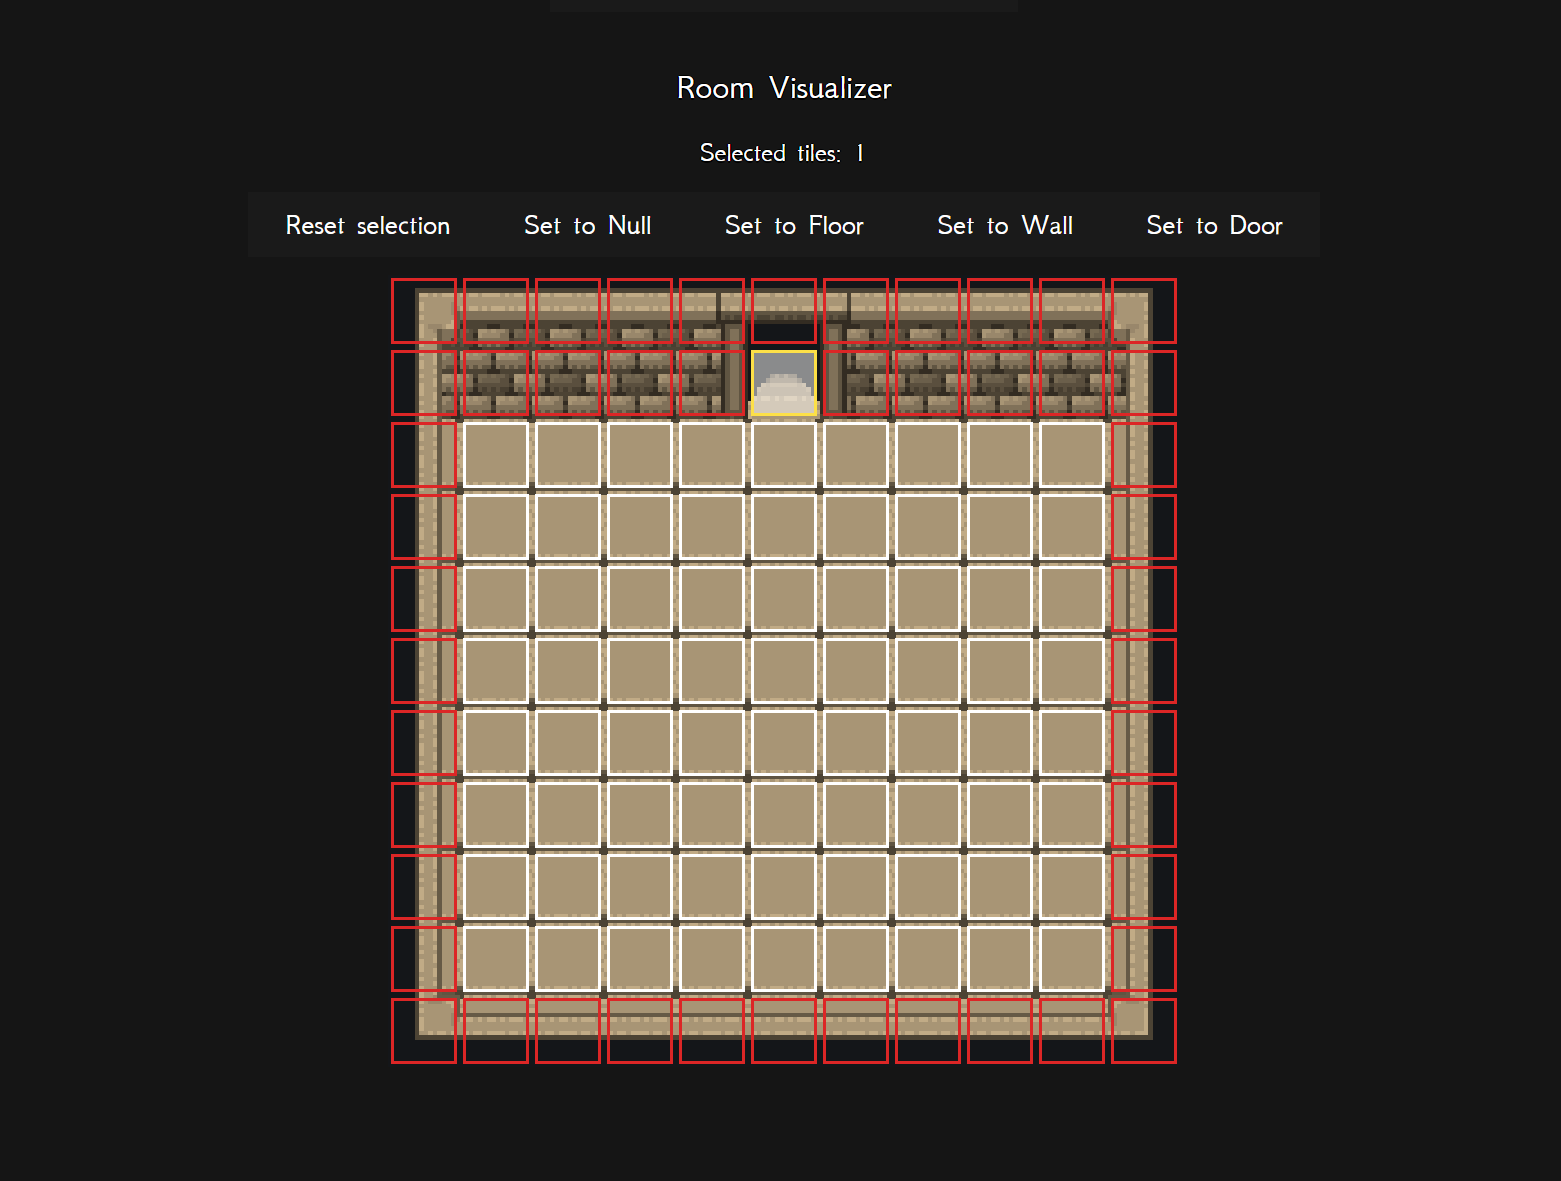 Room Visualizer
Selected tiles: 1
Reset selection Set to Null Set to Floor Set to Wall Set to Door